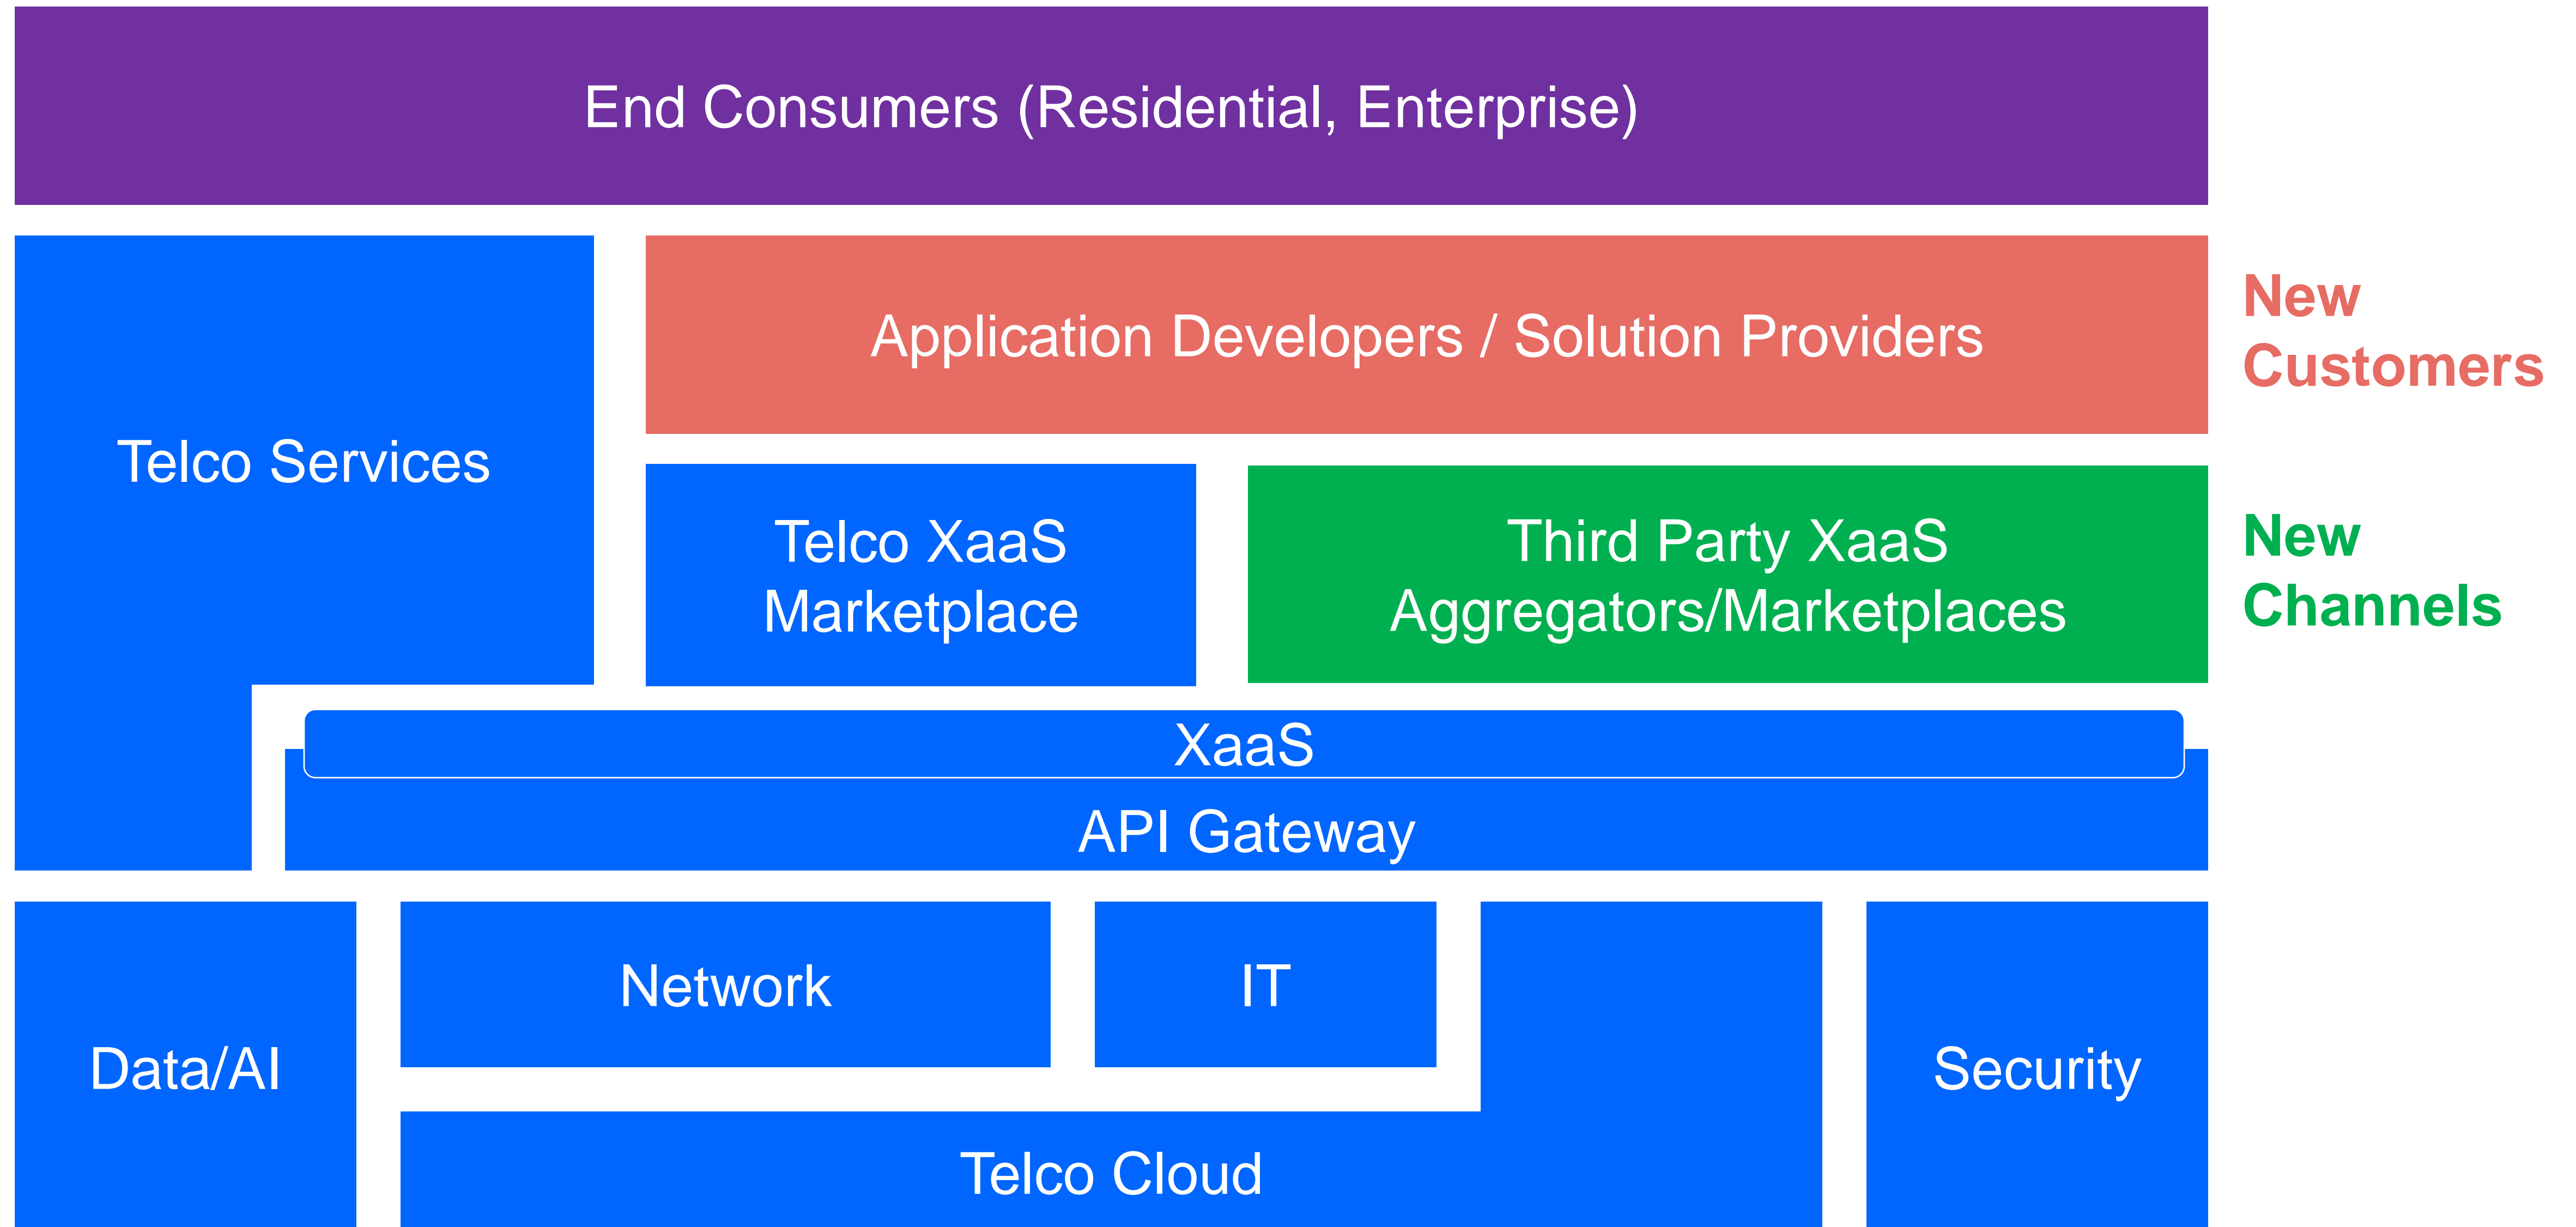 End Consumers (Residential, Enterprise)
Application Developers / Solution Providers
New
Customers
Telco Services
Telco XaaS
Marketplace
Third Party XaaS
Aggregators/Marketplaces
New
Channels
XaaS
API Gateway
Network
IT
Data/AI
Security
Telco Cloud